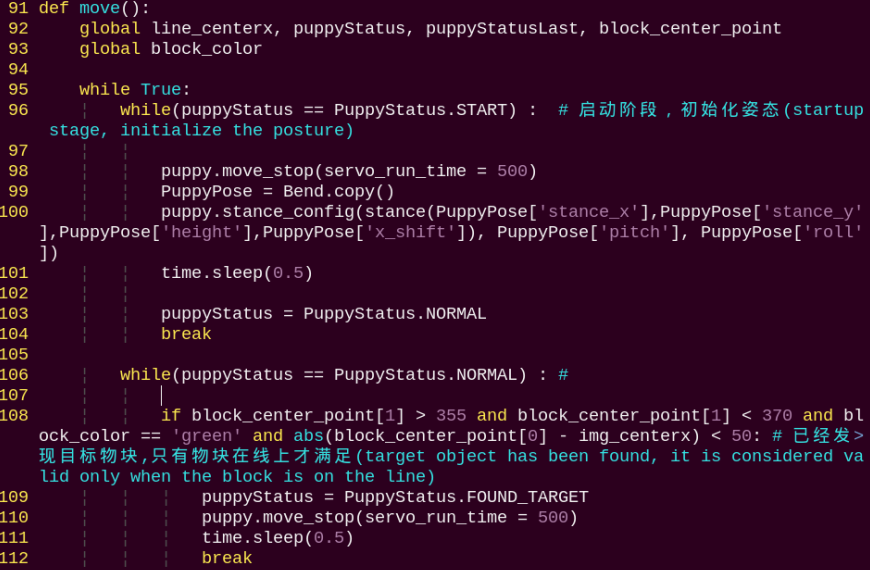 91 def move():
92     global line_centerx, puppyStatus, puppyStatusLast, block_center_point
93     global block_color
94
95     while True:
96         while(puppyStatus == PuppyStatus.START) :  # 启动阶段,初始化姿态(startup
 stage, initialize the posture)
97
98             puppy.move_stop(servo_run_time = 500)
99             PuppyPose = Bend.copy()
100             puppy.stance_config(stance(PuppyPose['stance_x'],PuppyPose['stance_y'
],PuppyPose['height'],PuppyPose['x_shift']), PuppyPose['pitch'], PuppyPose['roll'
])
101             time.sleep(0.5)
102
103             puppyStatus = PuppyStatus.NORMAL
104             break
105
106         while(puppyStatus == PuppyStatus.NORMAL) : #
107
108             if block_center_point[1] > 355 and block_center_point[1] < 370 and bl
ock_color == 'green' and abs(block_center_point[0] - img_centerx) < 50: # 已经发>
现目标物块,只有物块在线上才满足(target object has been found, it is considered va
lid only when the block is on the line)
109                 puppyStatus = PuppyStatus.FOUND_TARGET
110                 puppy.move_stop(servo_run_time = 500)
111                 time.sleep(0.5)
112                 break